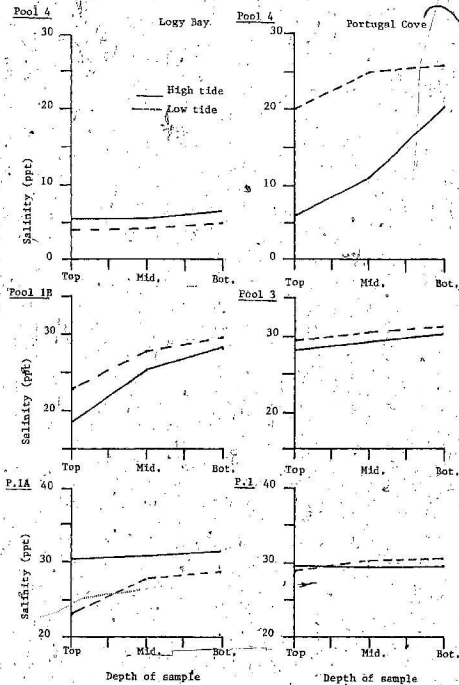 Pool 4 Logy Bay Pool 4 Portugal Cove
30 30
High tide
Low tide
20 20
10 10
0 0
Salinity (ppt)
Top Mid. Bot. Top Mid. Bot.
Pool 1B Pool 3
30 30
20 20
Salinity (ppt)
Top Mid. Bot. Top Mid. Bot.
P.1A P.1
40 40
30 30
20 20
Salinity (ppt)
Top Mid. Bot. Top Mid. Bot.
Depth of sample Depth of sample